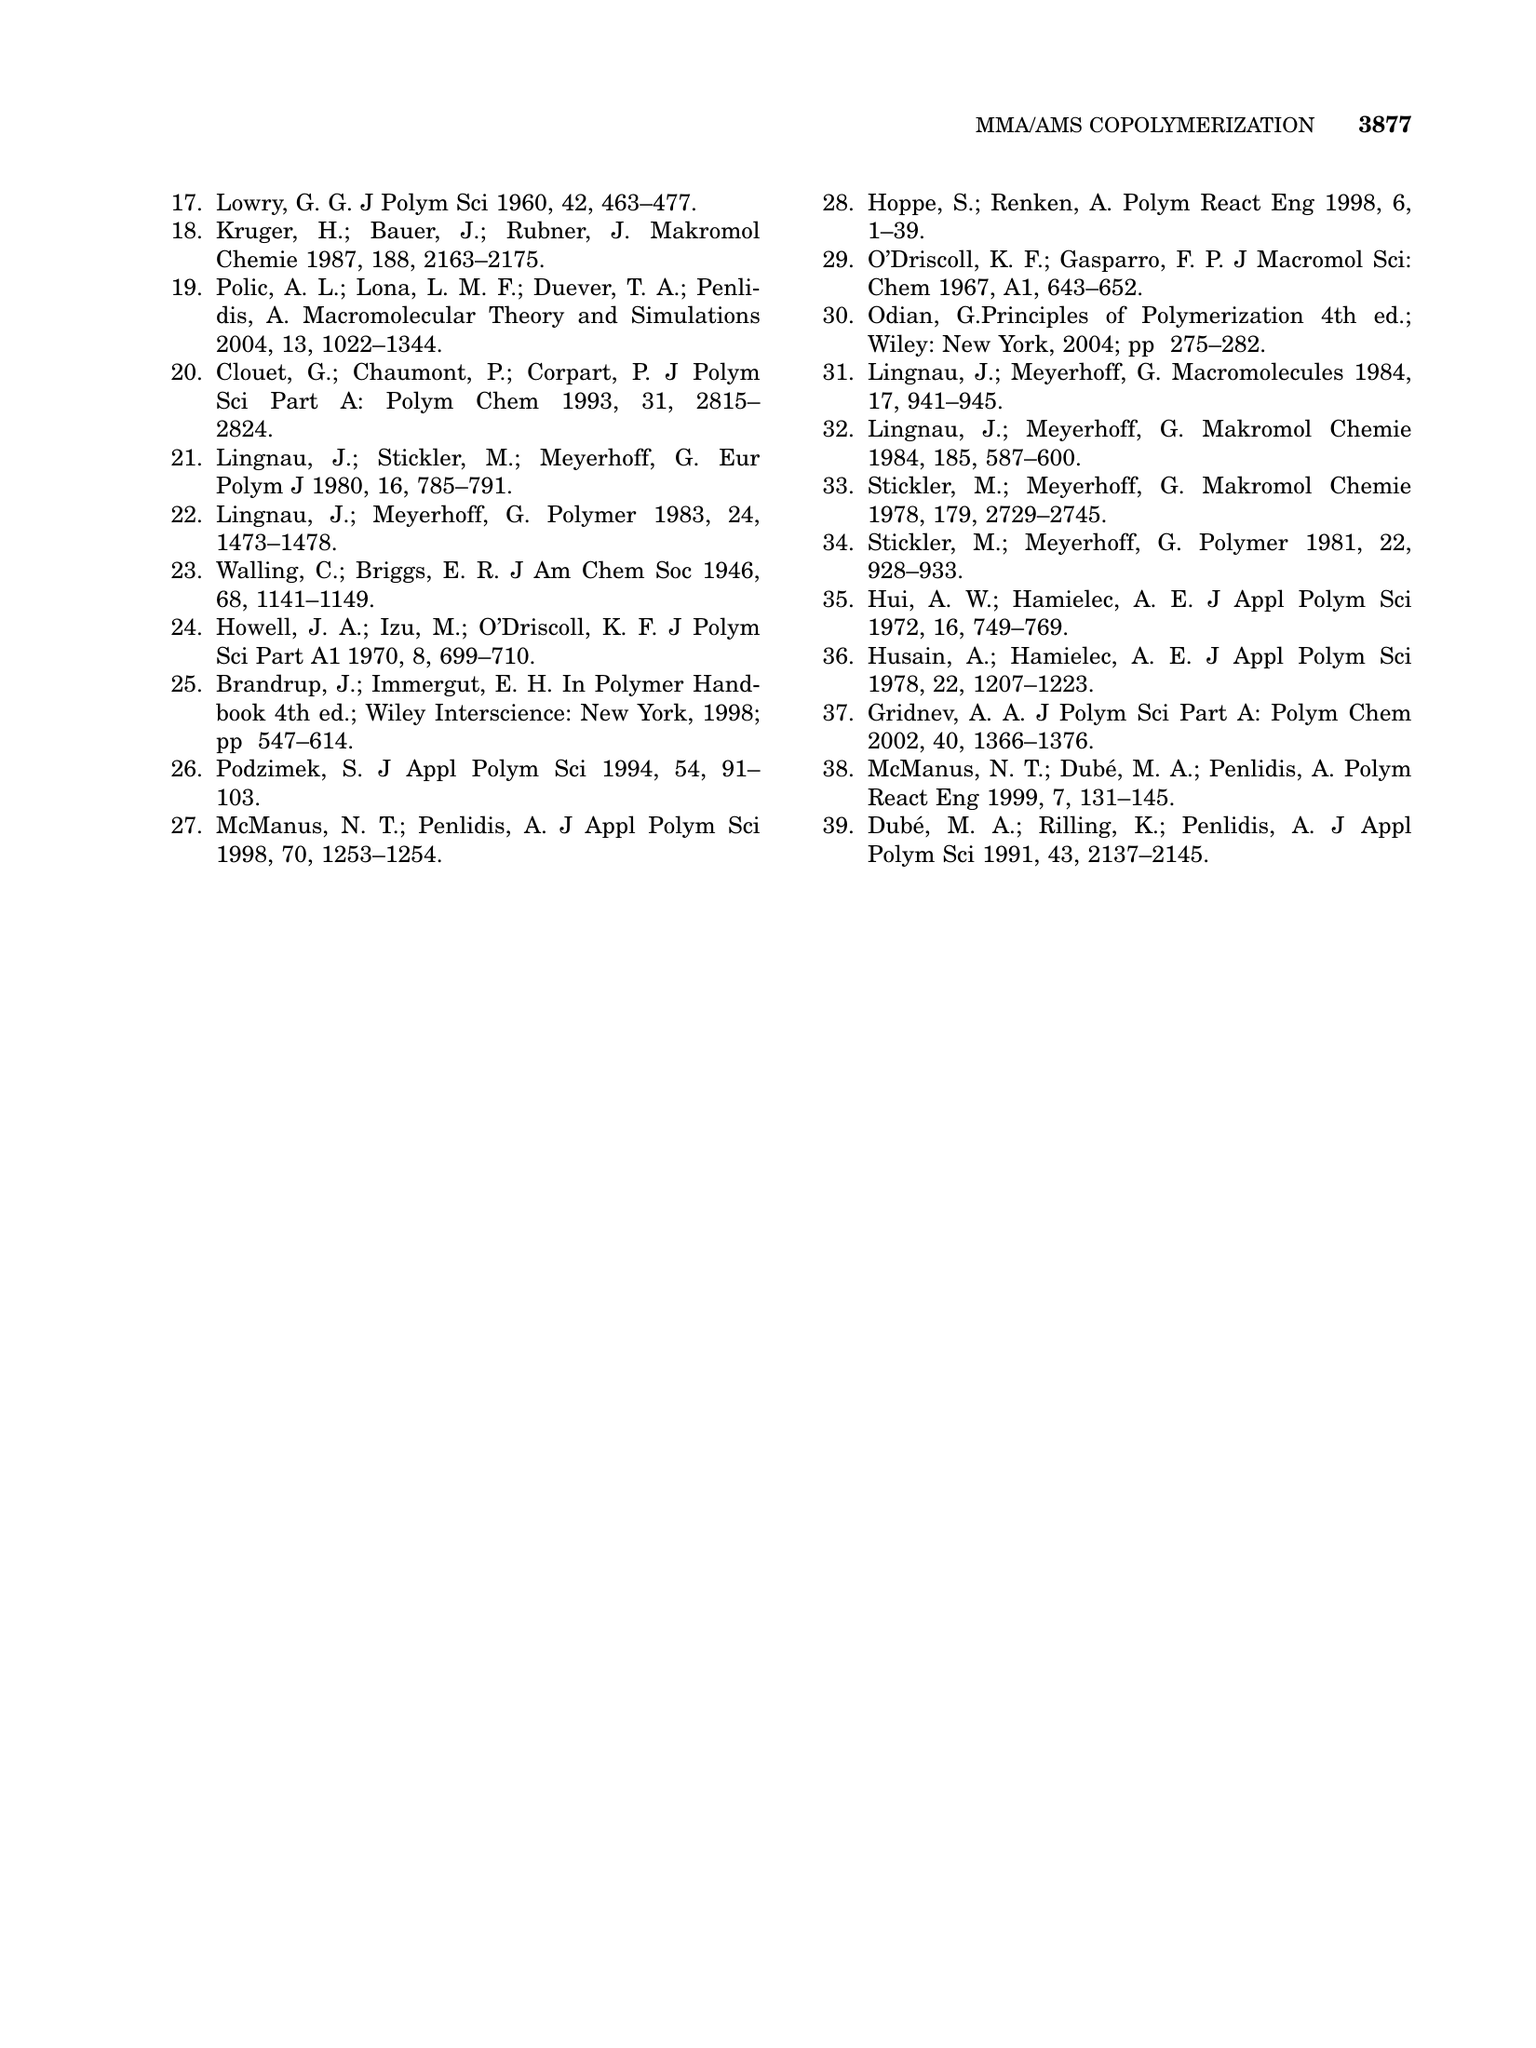 MMA/AMS COPOLYMERIZATION 3877
17. Lowry, G. G. J Polym Sci 1960, 42, 463–477.
18. Kruger, H.; Bauer, J.; Rubner, J. Makromol
Chemie 1987, 188, 2163–2175.
19. Polic, A. L.; Lona, L. M. F.; Duever, T. A.; Penli-
dis, A. Macromolecular Theory and Simulations
2004, 13, 1022–1344.
20. Clouet, G.; Chaumont, P.; Corpart, P. J Polym
Sci Part A: Polym Chem 1993, 31, 2815–
2824.
21. Lingnau, J.; Stickler, M.; Meyerhoff, G. Eur
Polym J 1980, 16, 785–791.
22. Lingnau, J.; Meyerhoff, G. Polymer 1983, 24,
1473–1478.
23. Walling, C.; Briggs, E. R. J Am Chem Soc 1946,
68, 1141–1149.
24. Howell, J. A.; Izu, M.; O’Driscoll, K. F. J Polym
Sci Part A1 1970, 8, 699–710.
25. Brandrup, J.; Immergut, E. H. In Polymer Hand-
book 4th ed.; Wiley Interscience: New York, 1998;
pp 547–614.
26. Podzimek, S. J Appl Polym Sci 1994, 54, 91–
103.
27. McManus, N. T.; Penlidis, A. J Appl Polym Sci
1998, 70, 1253–1254.
28. Hoppe, S.; Renken, A. Polym React Eng 1998, 6,
1–39.
29. O’Driscoll, K. F.; Gasparro, F. P. J Macromol Sci:
Chem 1967, A1, 643–652.
30. Odian, G.Principles of Polymerization 4th ed.;
Wiley: New York, 2004; pp 275–282.
31. Lingnau, J.; Meyerhoff, G. Macromolecules 1984,
17, 941–945.
32. Lingnau, J.; Meyerhoff, G. Makromol Chemie
1984, 185, 587–600.
33. Stickler, M.; Meyerhoff, G. Makromol Chemie
1978, 179, 2729–2745.
34. Stickler, M.; Meyerhoff, G. Polymer 1981, 22,
928–933.
35. Hui, A. W.; Hamielec, A. E. J Appl Polym Sci
1972, 16, 749–769.
36. Husain, A.; Hamielec, A. E. J Appl Polym Sci
1978, 22, 1207–1223.
37. Gridnev, A. A. J Polym Sci Part A: Polym Chem
2002, 40, 1366–1376.
38. McManus, N. T.; Dubé, M. A.; Penlidis, A. Polym
React Eng 1999, 7, 131–145.
39. Dubé, M. A.; Rilling, K.; Penlidis, A. J Appl
Polym Sci 1991, 43, 2137–2145.